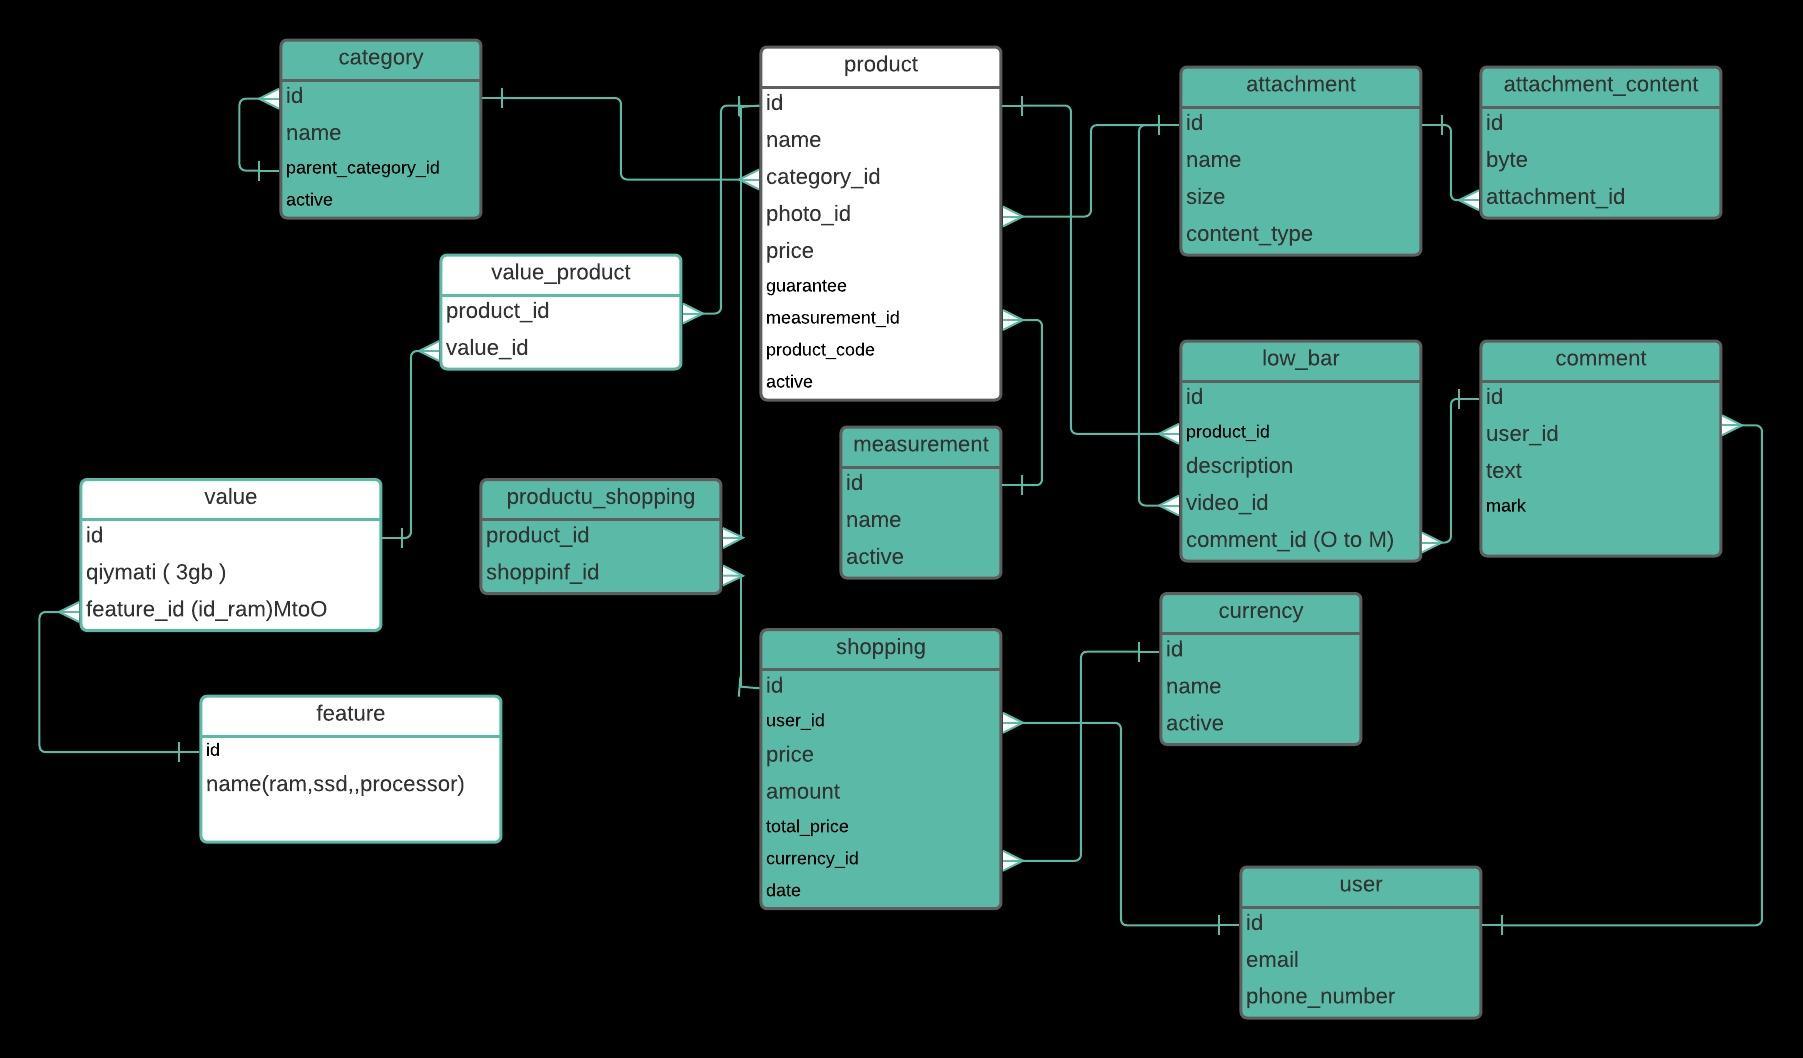 category
id
name
parent_category_id
active
product
id
name
category_id
photo_id
price
guarantee
measurement_id
product_code
active
attachment
id
name
size
content_type
attachment_content
id
byte
attachment_id
value_product
product_id
value_id
low_bar
id
product_id
description
video_id
comment_id (O to M)
comment
id
user_id
text
mark
measurement
id
name
active
value
id
qiymati ( 3gb )
feature_id (id_ram)MtoO
productu_shopping
product_id
shoppinf_id
currency
id
name
active
shopping
id
user_id
price
amount
total_price
currency_id
date
feature
id
name(ram,ssd,,processor)
user
id
email
phone_number